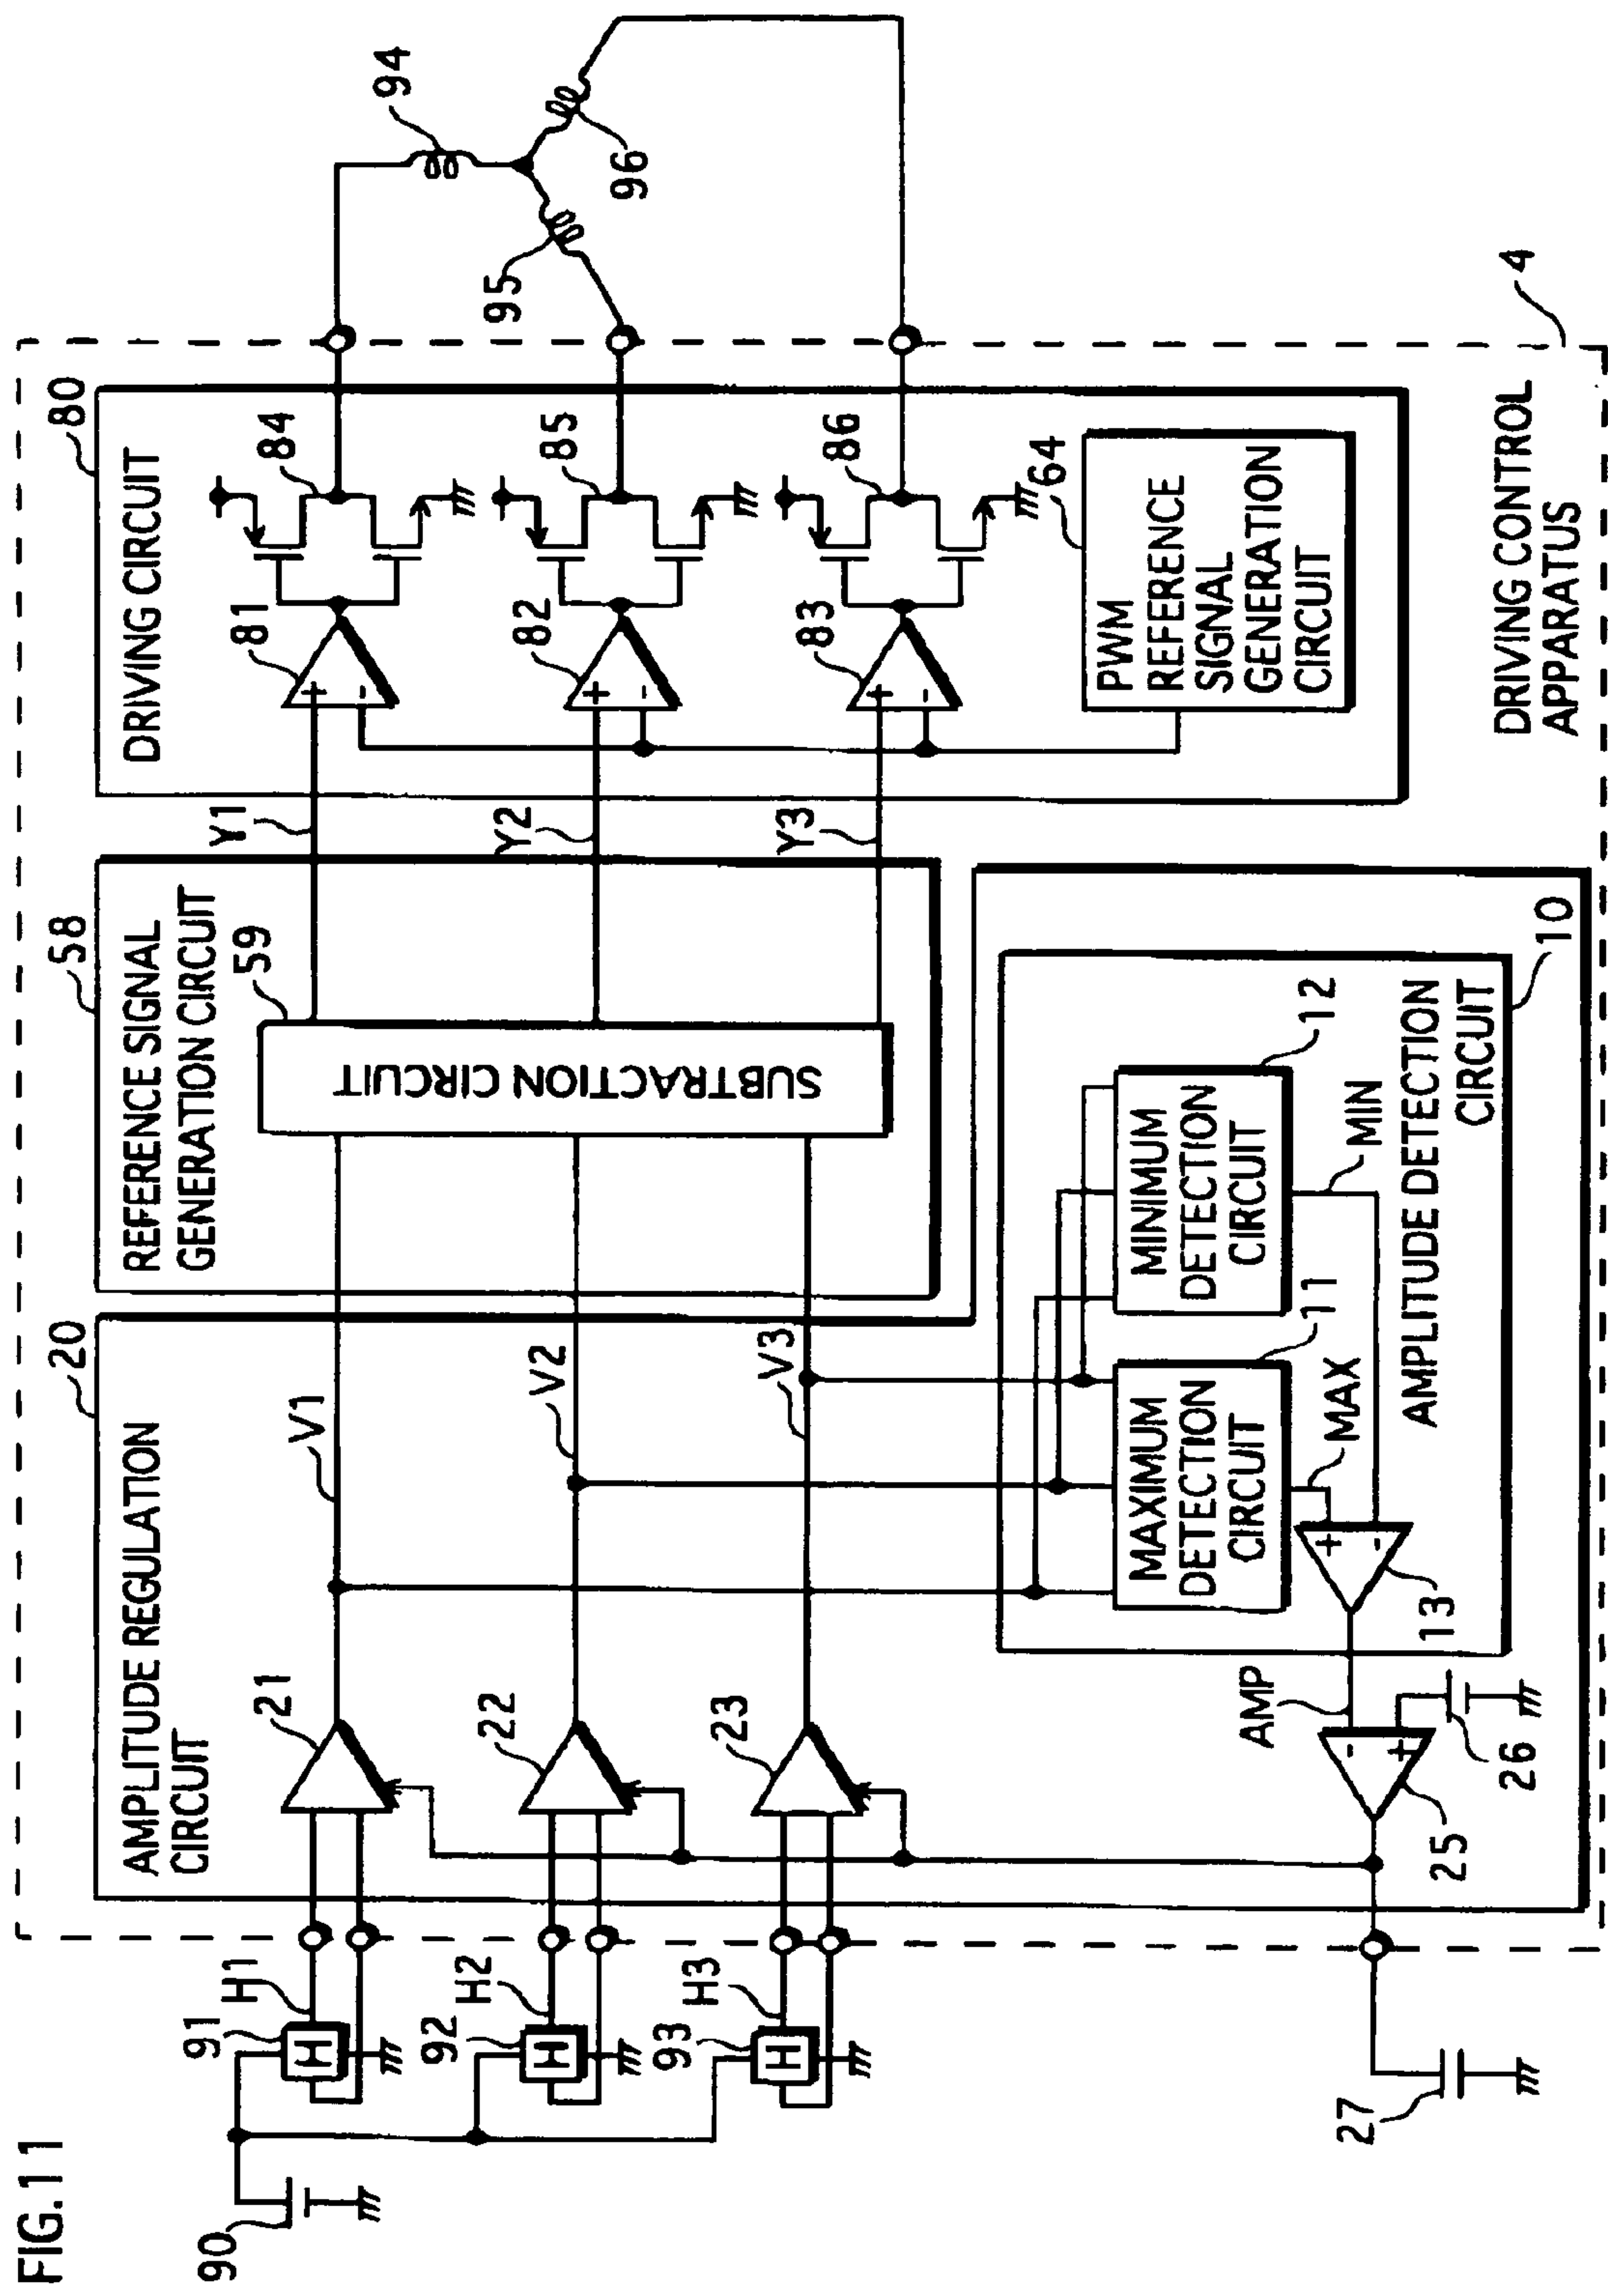 FIG.11
DRIVING CONTROL
APPARATUS
4
20
AMPLITUDE REGULATION
CIRCUIT
58
REFERENCE SIGNAL
GENERATION CIRCUIT
80
DRIVING CIRCUIT
90
91
H
H1
21
V1
59
SUBTRACTION CIRCUIT
Y1
81
+
-
84
94
92
H
H2
22
V2
Y2
82
+
-
85
95
96
93
H
H3
23
V3
Y3
83
+
-
86
64
PWM
REFERENCE
SIGNAL
GENERATION
CIRCUIT
MAXIMUM
DETECTION
CIRCUIT
11
MINIMUM
DETECTION
CIRCUIT
12
MAX
MIN
+
-
13
AMPLITUDE DETECTION
CIRCUIT
10
AMP
-
+
25
26
27